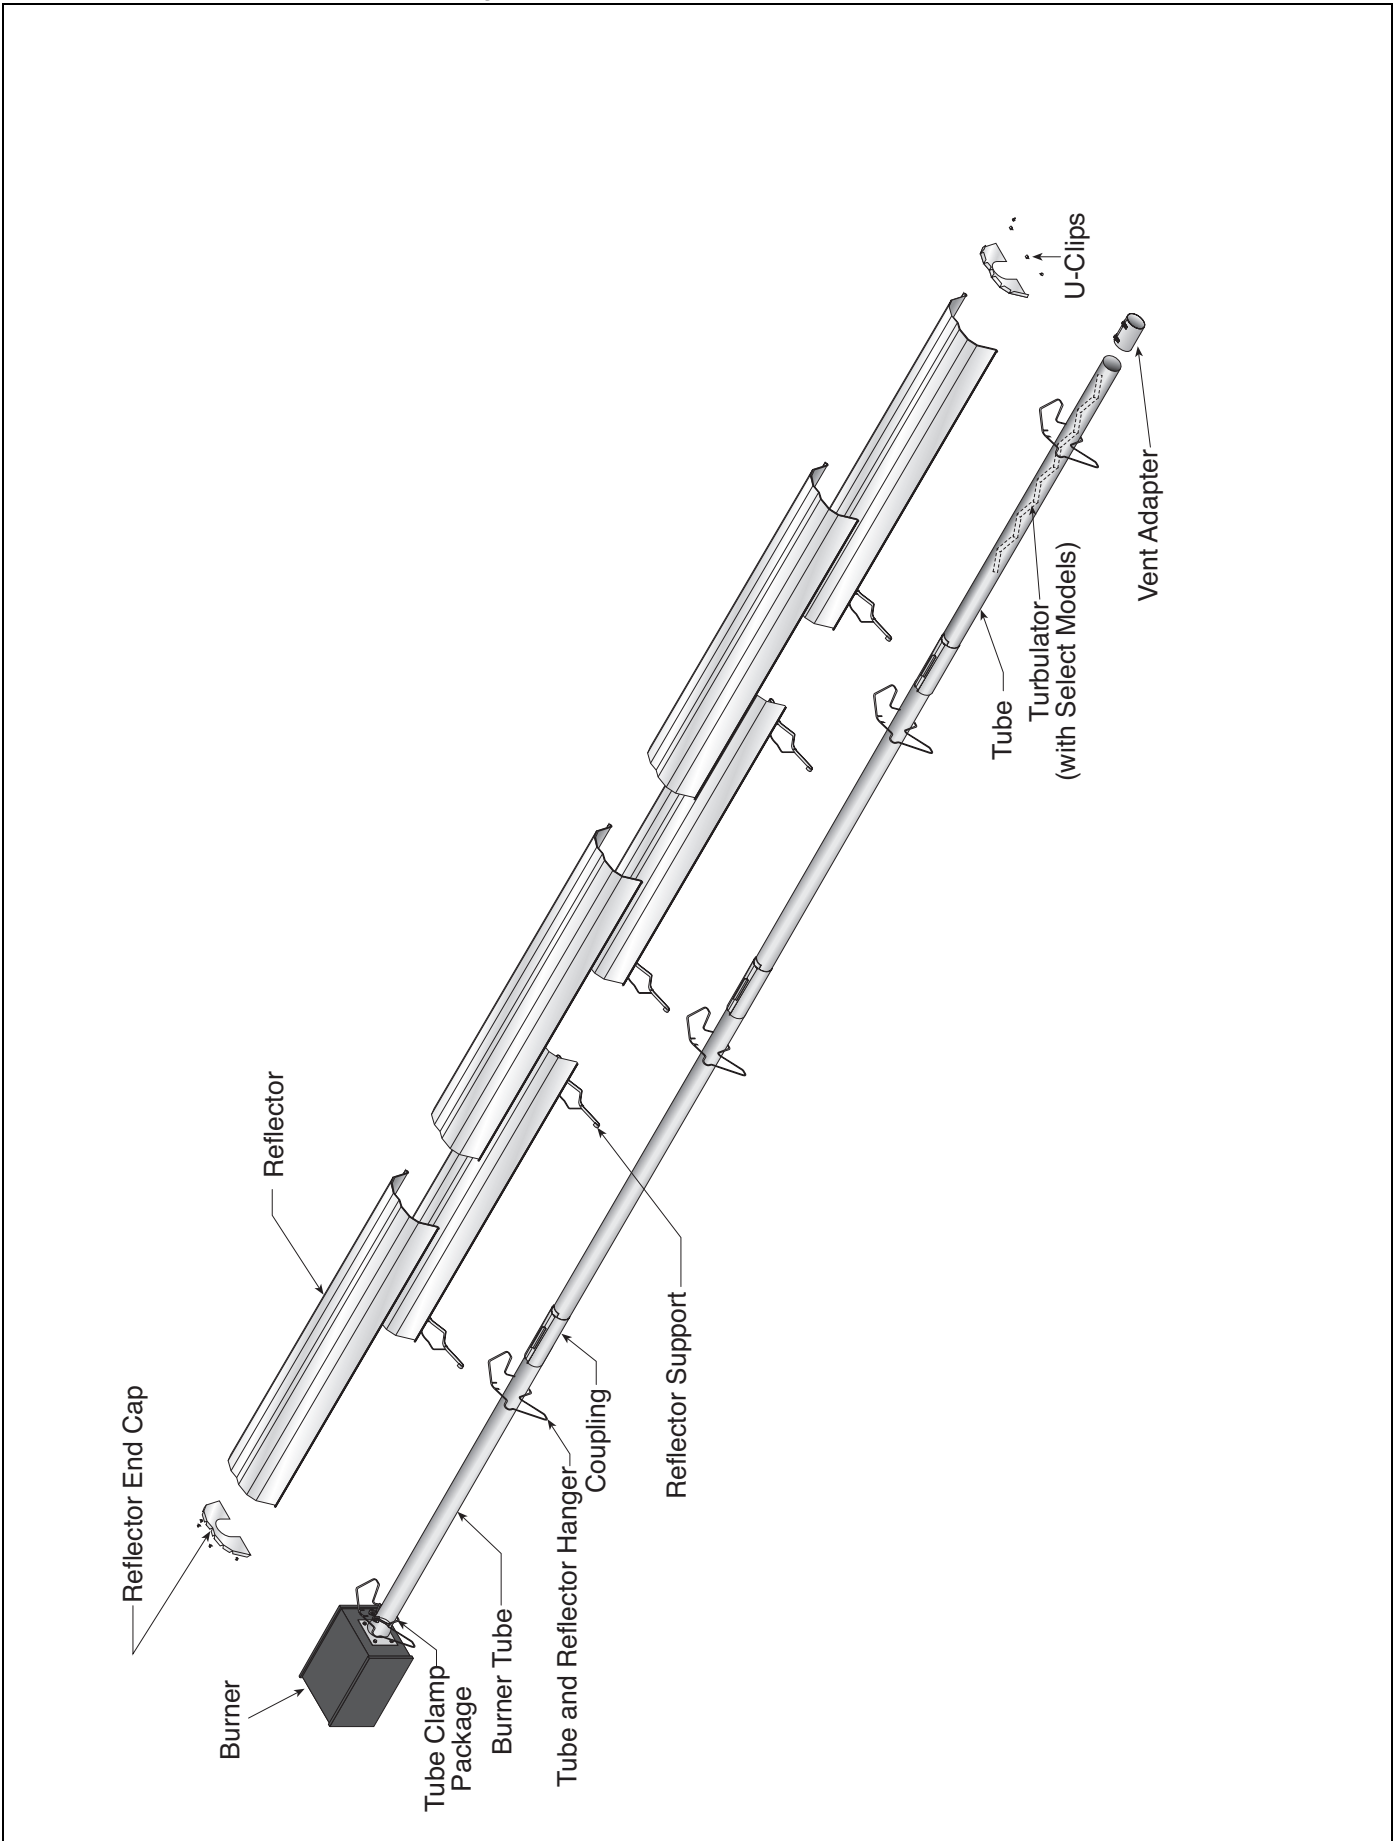 Reflector End Cap
Burner
Reflector
Tube Clamp
Package
Burner Tube
Tube and Reflector Hanger
Coupling
Reflector Support
U-Clips
Tube
Turbulator
(with Select Models)
Vent Adapter